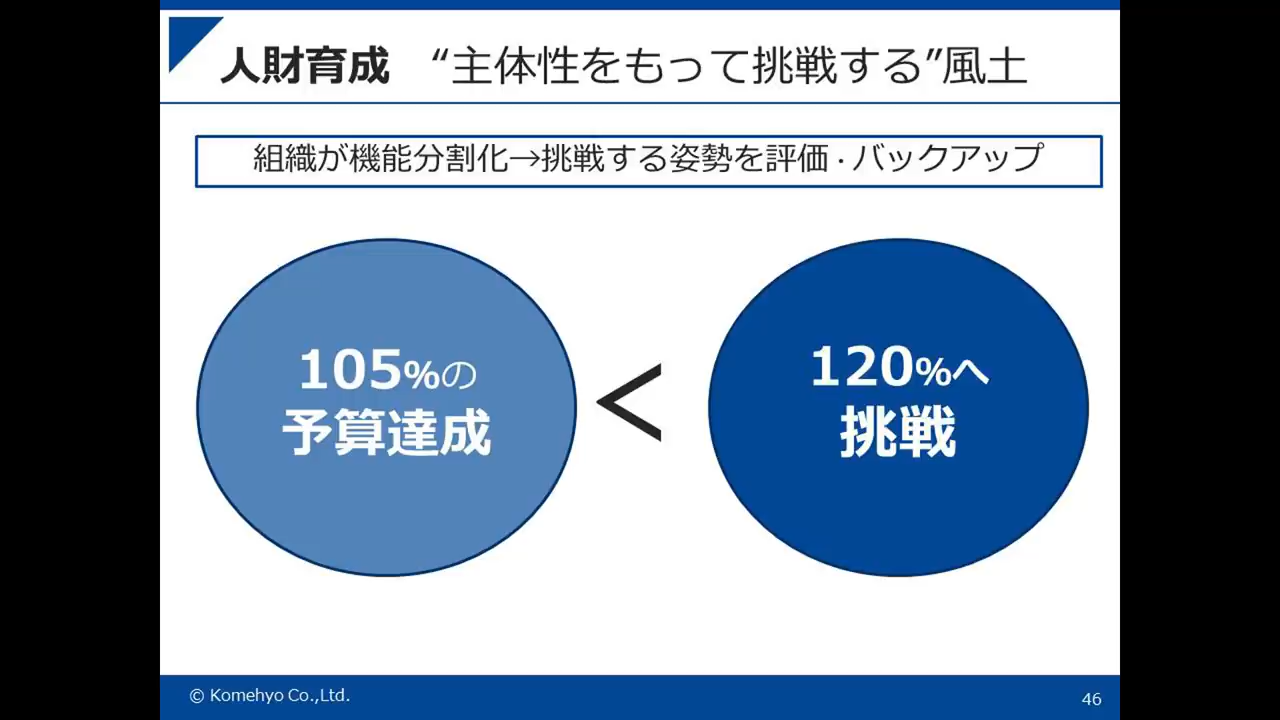 人財育成 “主体性をもって挑戦する”風土
組織が機能分割化→挑戦する姿勢を評価・バックアップ
105%の
予算達成
<
120%へ
挑戦
© Komehyo Co.,Ltd.
46